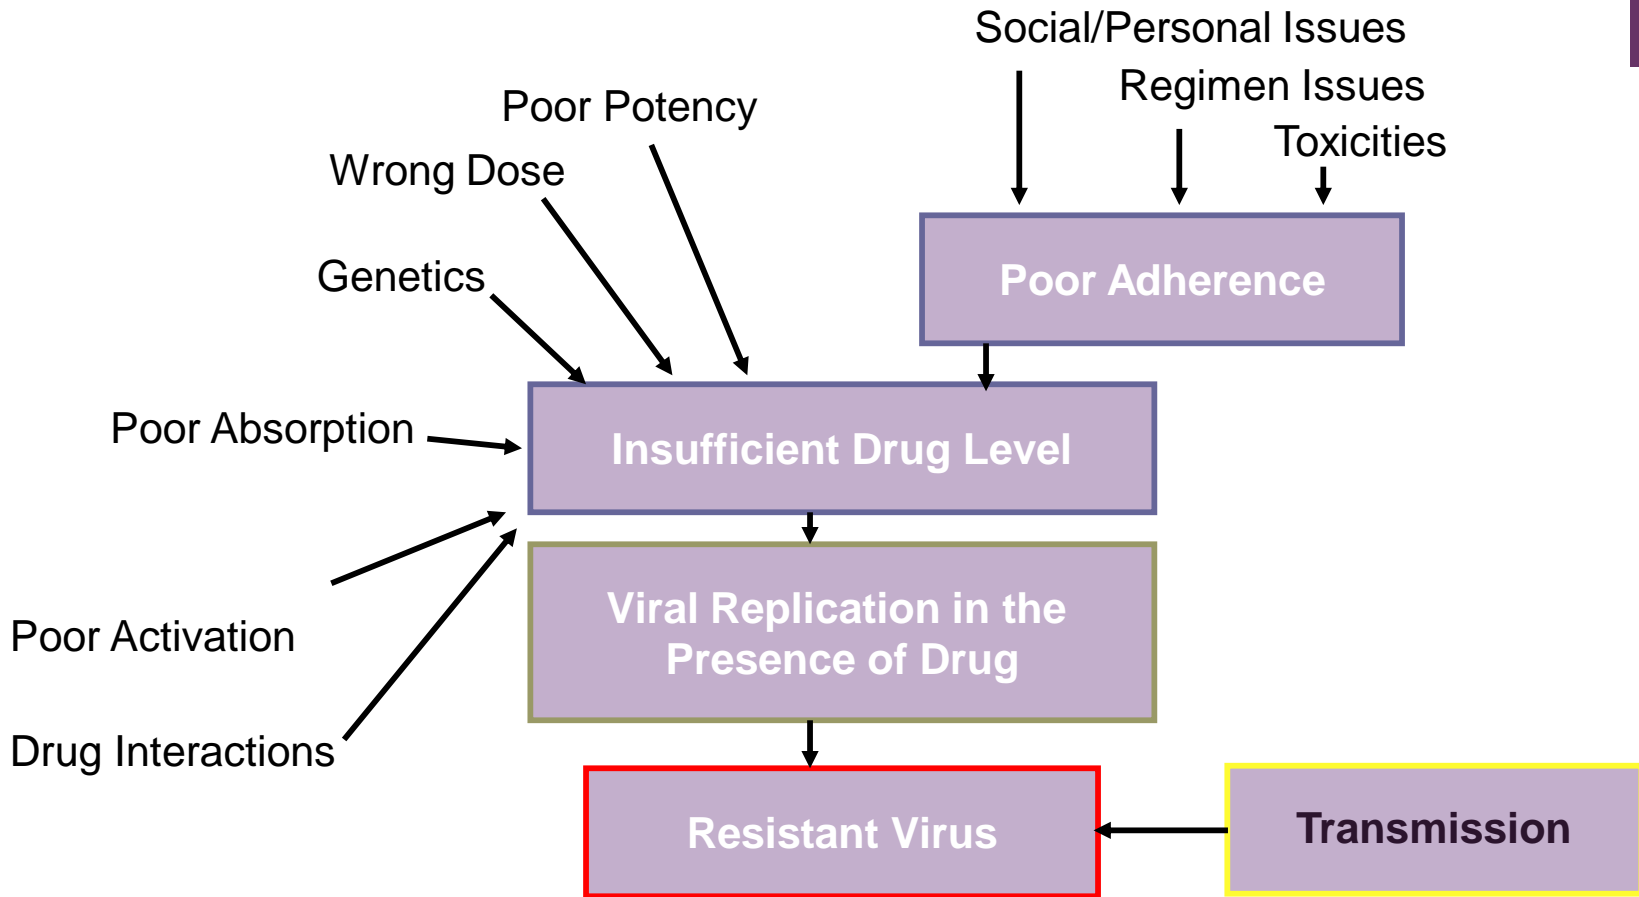 Social/Personal Issues
Regimen Issues
Poor Potency
Toxicities
Wrong Dose
Genetics
Poor Adherence
Poor Absorption
Insufficient Drug Level
Viral Replication in the
Presence of Drug
Poor Activation
Drug Interactions
Resistant Virus
Transmission